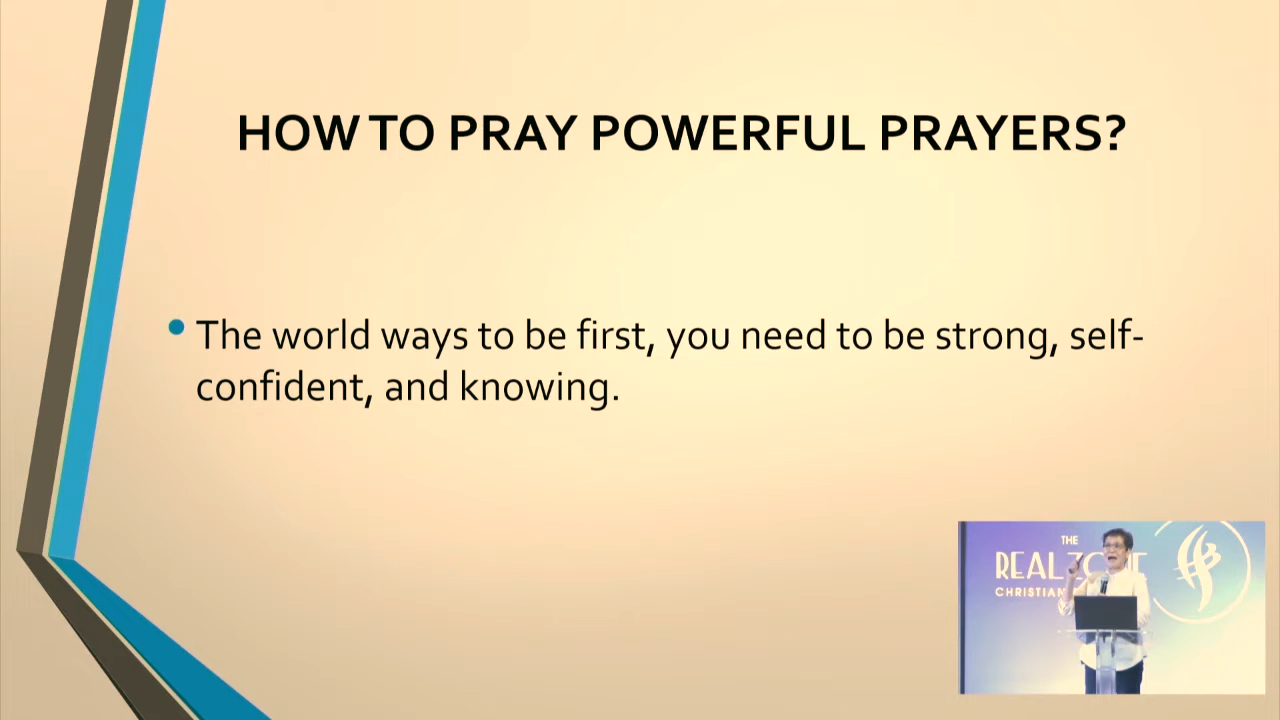 HOW TO PRAY POWERFUL PRAYERS?
The world ways to be first, you need to be strong, self-
confident, and knowing.
THE
REAL
CHRISTIAN